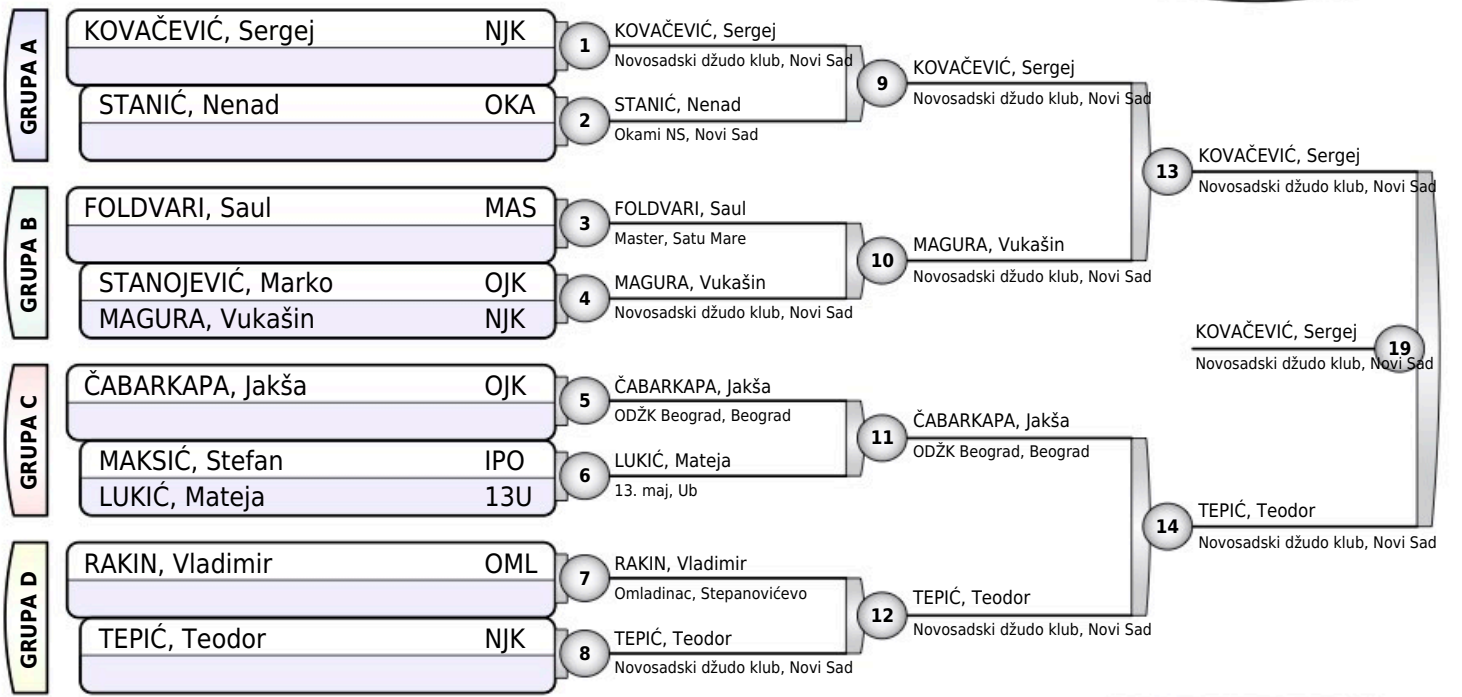 GRUPA A
KOVAČEVIĆ, Sergej NJK
STANIĆ, Nenad OKA
1
KOVAČEVIĆ, Sergej
Novosadski džudo klub, Novi Sad
2
STANIĆ, Nenad
Okami NS, Novi Sad
9
KOVAČEVIĆ, Sergej
Novosadski džudo klub, Novi Sad
GRUPA B
FOLDVARI, Saul MAS
STANOJEVIĆ, Marko OJK
MAGURA, Vukašin NJK
3
FOLDVARI, Saul
Master, Satu Mare
4
MAGURA, Vukašin
Novosadski džudo klub, Novi Sad
10
MAGURA, Vukašin
Novosadski džudo klub, Novi Sad
13
KOVAČEVIĆ, Sergej
Novosadski džudo klub, Novi Sad
GRUPA C
ČABARKAPA, Jakša OJK
MAKSIĆ, Stefan IPO
LUKIĆ, Mateja 13U
5
ČABARKAPA, Jakša
ODŽK Beograd, Beograd
6
LUKIĆ, Mateja
13. maj, Ub
11
ČABARKAPA, Jakša
ODŽK Beograd, Beograd
GRUPA D
RAKIN, Vladimir OML
TEPIĆ, Teodor NJK
7
RAKIN, Vladimir
Omladinac, Stepanovićevo
8
TEPIĆ, Teodor
Novosadski džudo klub, Novi Sad
12
TEPIĆ, Teodor
Novosadski džudo klub, Novi Sad
14
TEPIĆ, Teodor
Novosadski džudo klub, Novi Sad
KOVAČEVIĆ, Sergej
19
Novosadski džudo klub, Novi Sad